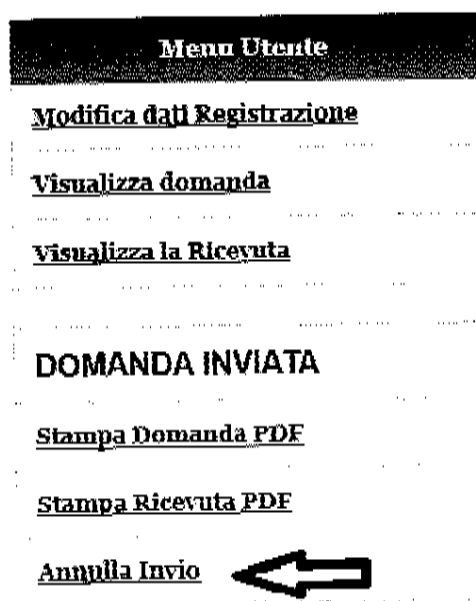 Menu Utente
Modifica dati Registrazione
Visualizza domanda
Visualizza la Ricevuta
DOMANDA INVIATA
Stampa Domanda PDF
Stampa Ricevuta PDF
Annulla Invio